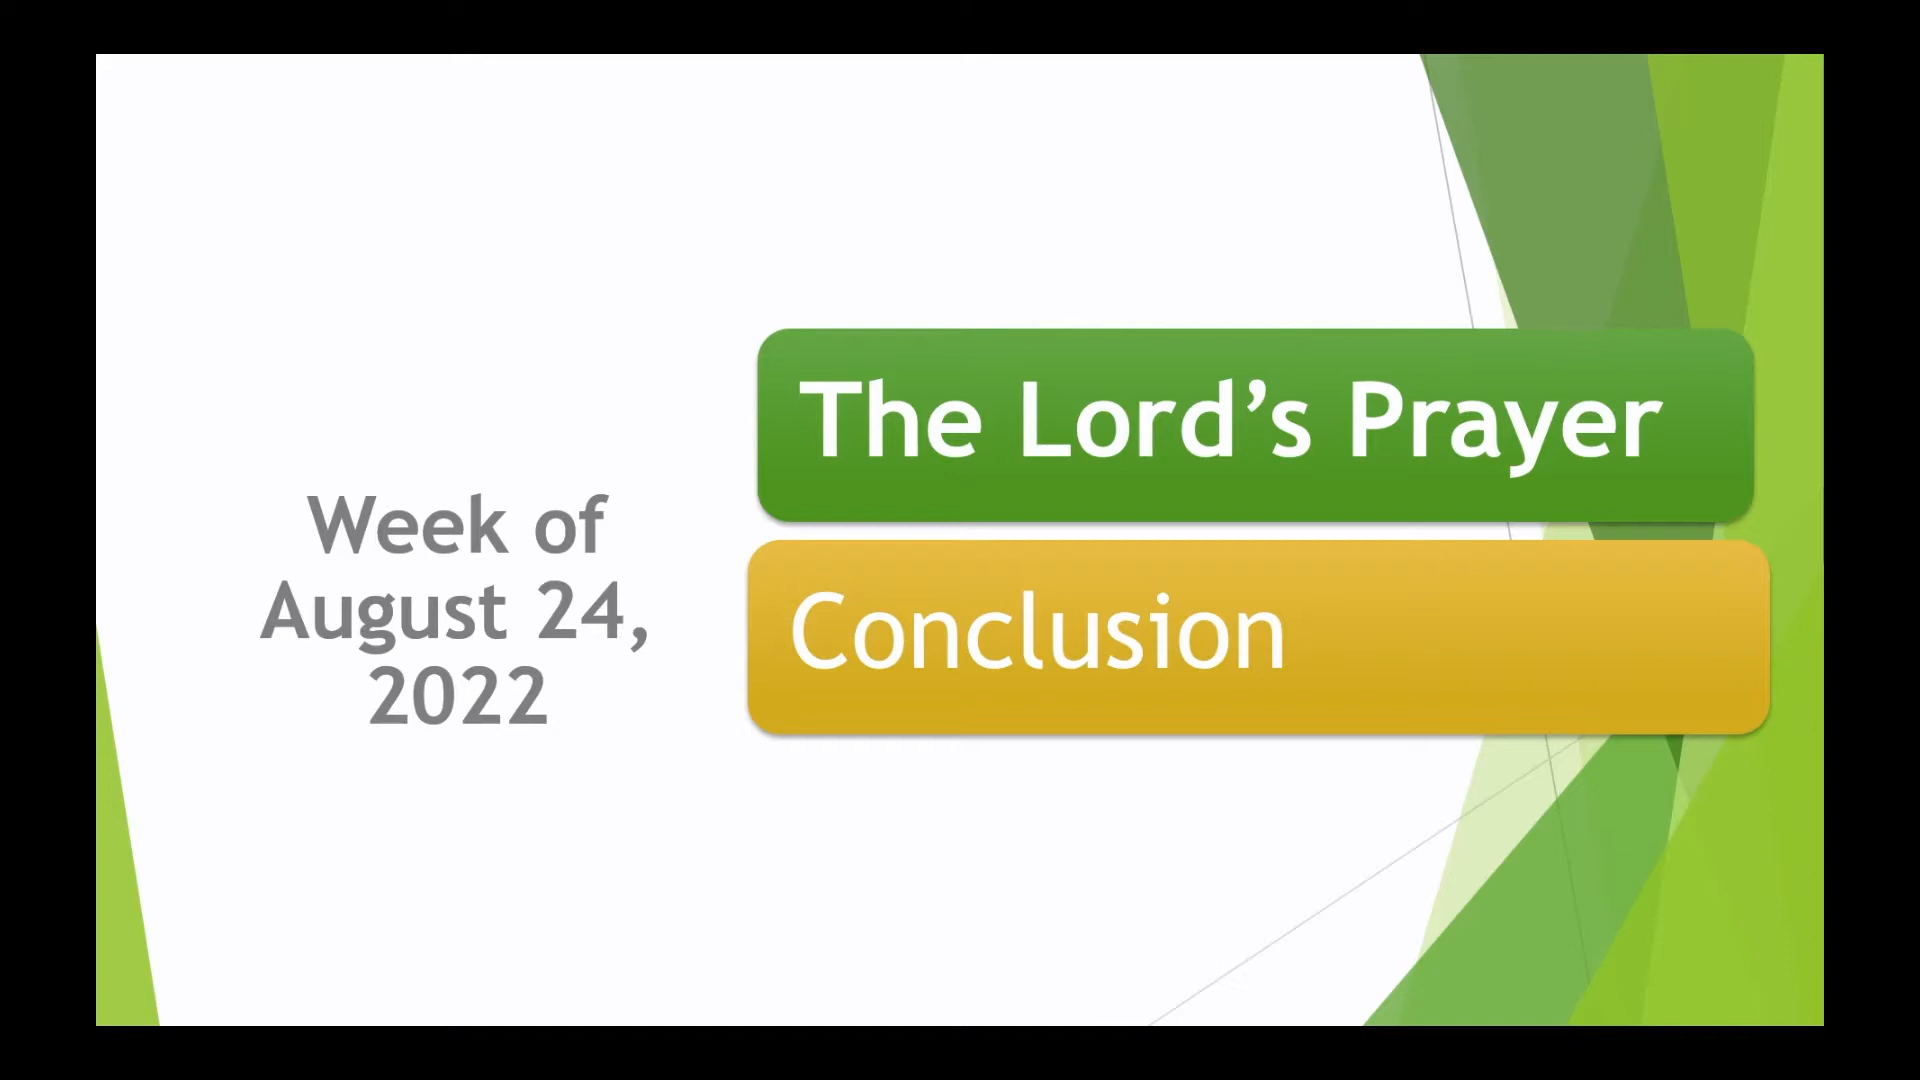 Week of
August 24,
2022
The Lord’s Prayer
Conclusion